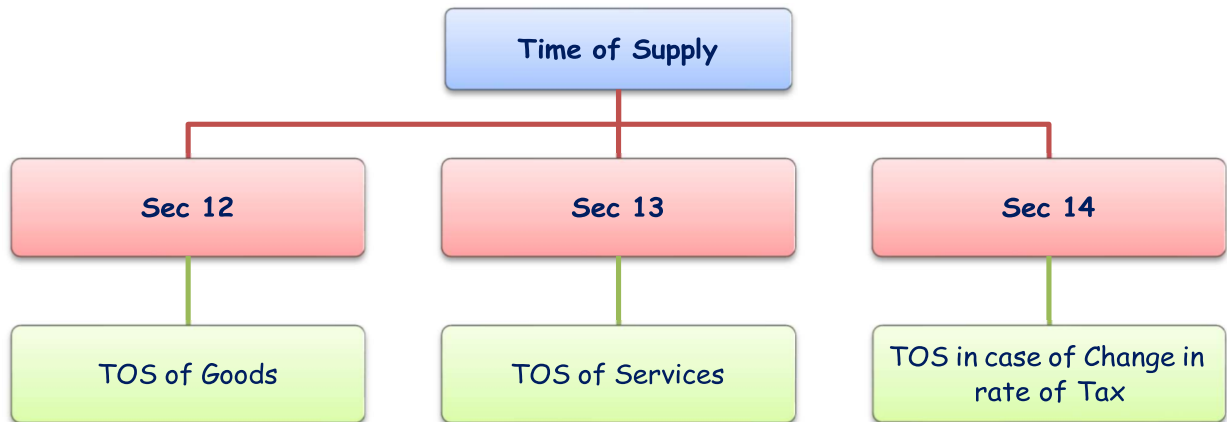 Time of Supply
Sec 12
Sec 13
Sec 14
TOS of Goods
TOS of Services
TOS in case of Change in
rate of Tax